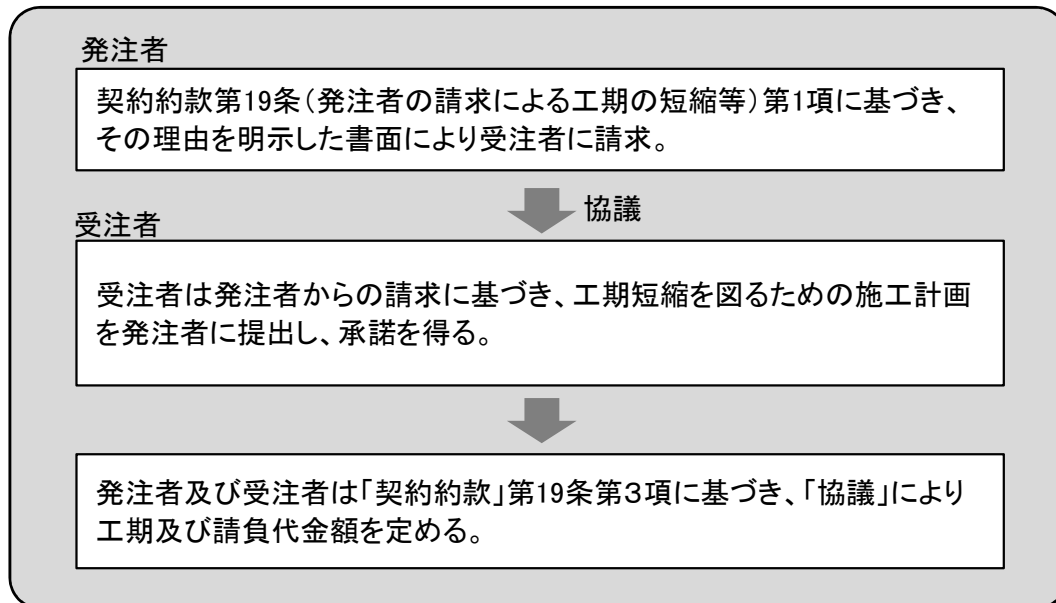 発注者
契約約款第19条(発注者の請求による工期の短縮等)第1項に基づき、
その理由を明示した書面により受注者に請求。
協議
受注者
受注者は発注者からの請求に基づき、工期短縮を図るための施工計画
を発注者に提出し、承諾を得る。
発注者及び受注者は「契約約款」第19条第３項に基づき、「協議」により
工期及び請負代金額を定める。